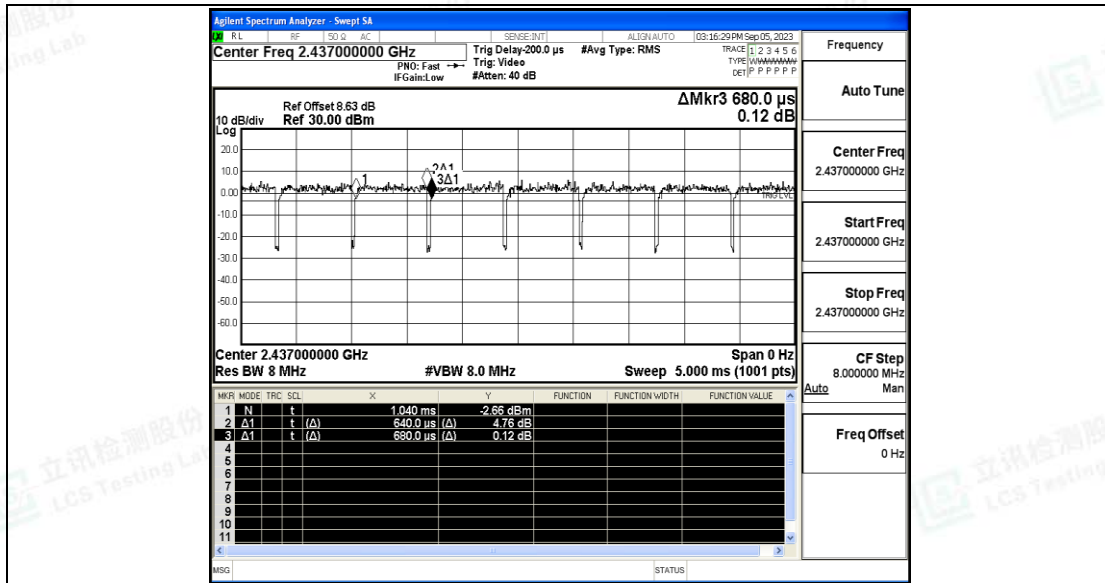 Agilent Spectrum Analyzer - Swept SA
RL RF 50 Ω AC SENSE:INT ALIGN AUTO 03:16:29 PM Sep 05, 2023
Center Freq 2.437000000 GHz
PNO: Fast
IFGain:Low
Trig Delay-200.0 µs
Trig: Video
#Atten: 40 dB
#Avg Type: RMS
TRACE 1 2 3 4 5 6
TYPE
DET P P P P P P
Frequency
Auto Tune
Center Freq
2.437000000 GHz
Start Freq
2.437000000 GHz
Stop Freq
2.437000000 GHz
CF Step
8.000000 MHz
Auto Man
Freq Offset
0 Hz
Ref Offset 8.63 dB
10 dB/div Ref 30.00 dBm
Log
ΔMkr3 680.0 µs
0.12 dB
20.0
10.0
0.00
-10.0
-20.0
-30.0
-40.0
-50.0
-60.0
1
2Δ1
3Δ1
TRIG LVL
Center 2.437000000 GHz Span 0 Hz
Res BW 8 MHz #VBW 8.0 MHz Sweep 5.000 ms (1001 pts)
MKR MODE TRC SCL X Y FUNCTION FUNCTION WIDTH FUNCTION VALUE
1 N t 1.040 ms -2.66 dBm
2 Δ1 t (Δ) 640.0 µs (Δ) 4.76 dB
3 Δ1 t (Δ) 680.0 µs (Δ) 0.12 dB
4
5
6
7
8
9
10
11
MSG STATUS
立讯检测股份
LCS Testing Lab